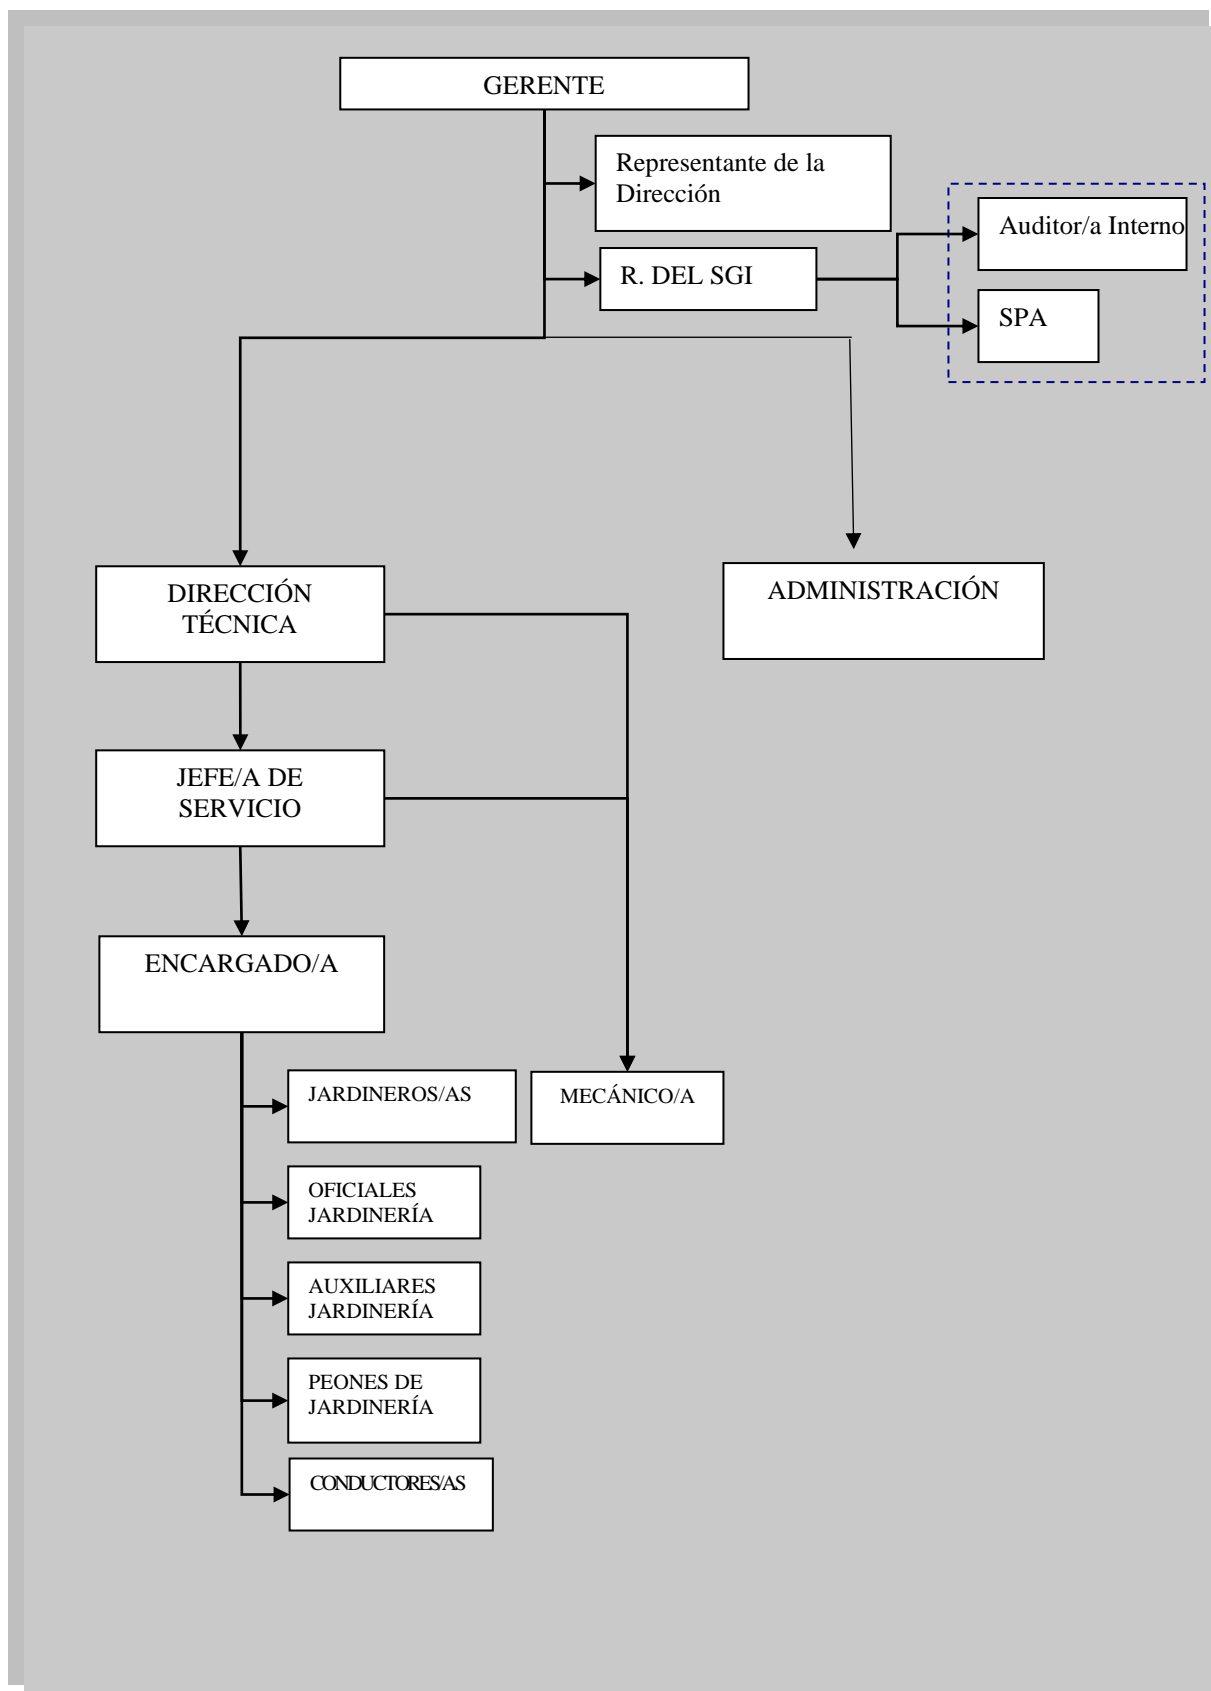 GERENTE
Representante de la
Dirección
Auditor/a Interno
R. DEL SGI
SPA
DIRECCIÓN
TÉCNICA
ADMINISTRACIÓN
JEFE/A DE
SERVICIO
ENCARGADO/A
JARDINEROS/AS
MECÁNICO/A
OFICIALES
JARDINERÍA
AUXILIARES
JARDINERÍA
PEONES DE
JARDINERÍA
CONDUCTORES/AS